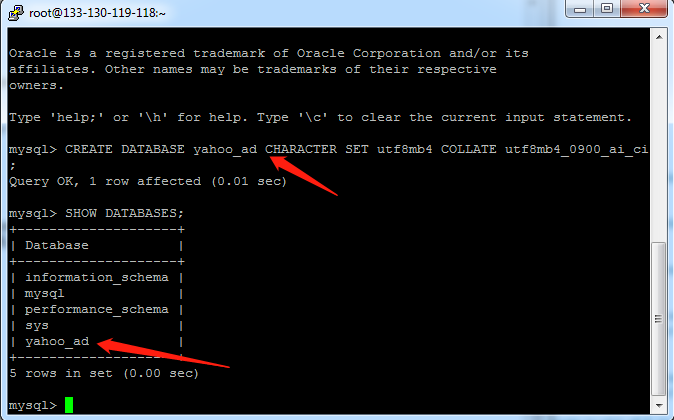 root@133-130-119-118:~
Oracle is a registered trademark of Oracle Corporation and/or its
affiliates. Other names may be trademarks of their respective
owners.
Type 'help;' or '\h' for help. Type '\c' to clear the current input statement.
mysql> CREATE DATABASE yahoo_ad CHARACTER SET utf8mb4 COLLATE utf8mb4_0900_ai_ci
;
Query OK, 1 row affected (0.01 sec)
mysql> SHOW DATABASES;
+--------------------+
| Database           |
+--------------------+
| information_schema |
| mysql              |
| performance_schema |
| sys                |
| yahoo_ad           |
+--------------------+
5 rows in set (0.00 sec)
mysql>